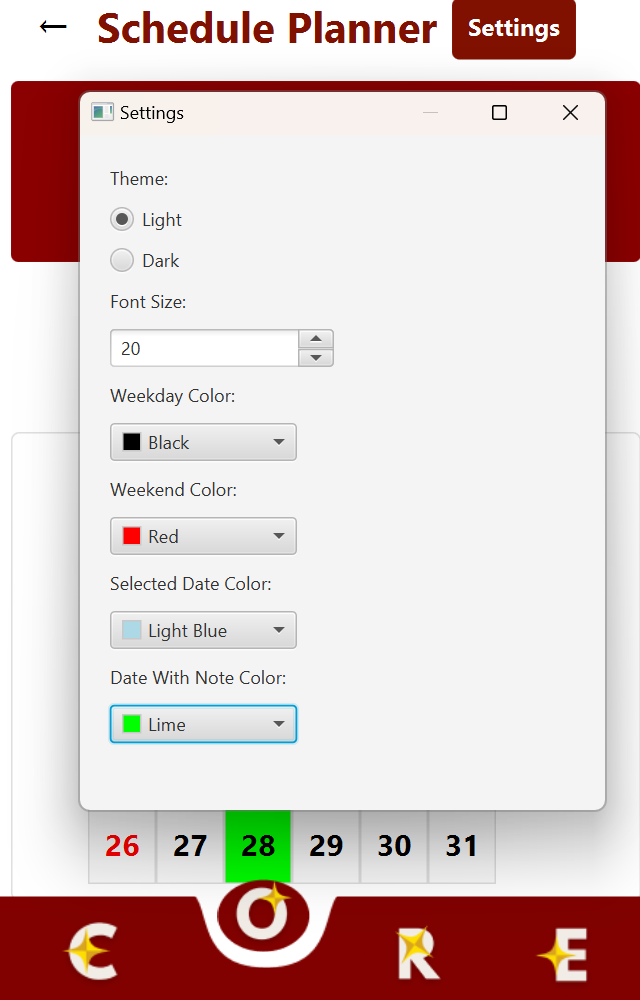 ← Schedule Planner Settings
Settings
Theme:
Light
Dark
Font Size:
20
Weekday Color:
Black
Weekend Color:
Red
Selected Date Color:
Light Blue
Date With Note Color:
Lime
26 27 28 29 30 31
C O R E